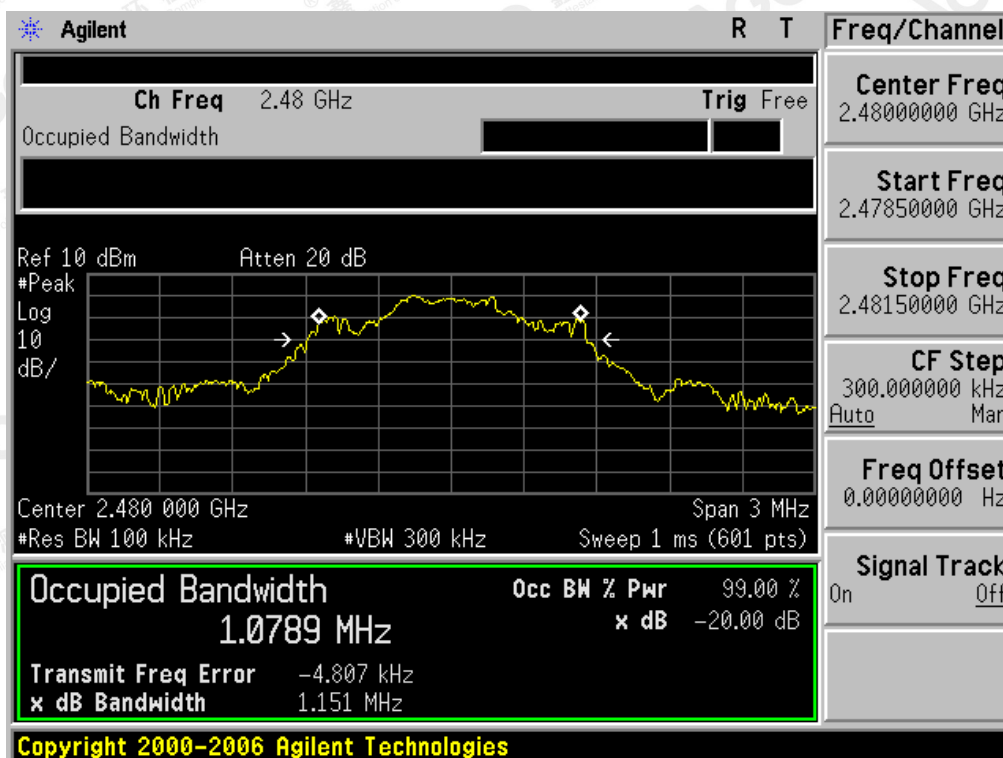 Agilent R T
Freq/Channel
Ch Freq 2.48 GHz Trig Free
Occupied Bandwidth
Center Freq
2.48000000 GHz
Start Freq
2.47850000 GHz
Stop Freq
2.48150000 GHz
CF Step
300.000000 kHz
Auto Man
Freq Offset
0.00000000 Hz
Signal Track
On Off
Ref 10 dBm Atten 20 dB
#Peak
Log
10
dB/
Center 2.480 000 GHz Span 3 MHz
#Res BW 100 kHz #VBW 300 kHz Sweep 1 ms (601 pts)
Occupied Bandwidth
1.0789 MHz
Occ BW % Pwr 99.00 %
x dB -20.00 dB
Transmit Freq Error -4.807 kHz
x dB Bandwidth 1.151 MHz
Copyright 2000-2006 Agilent Technologies